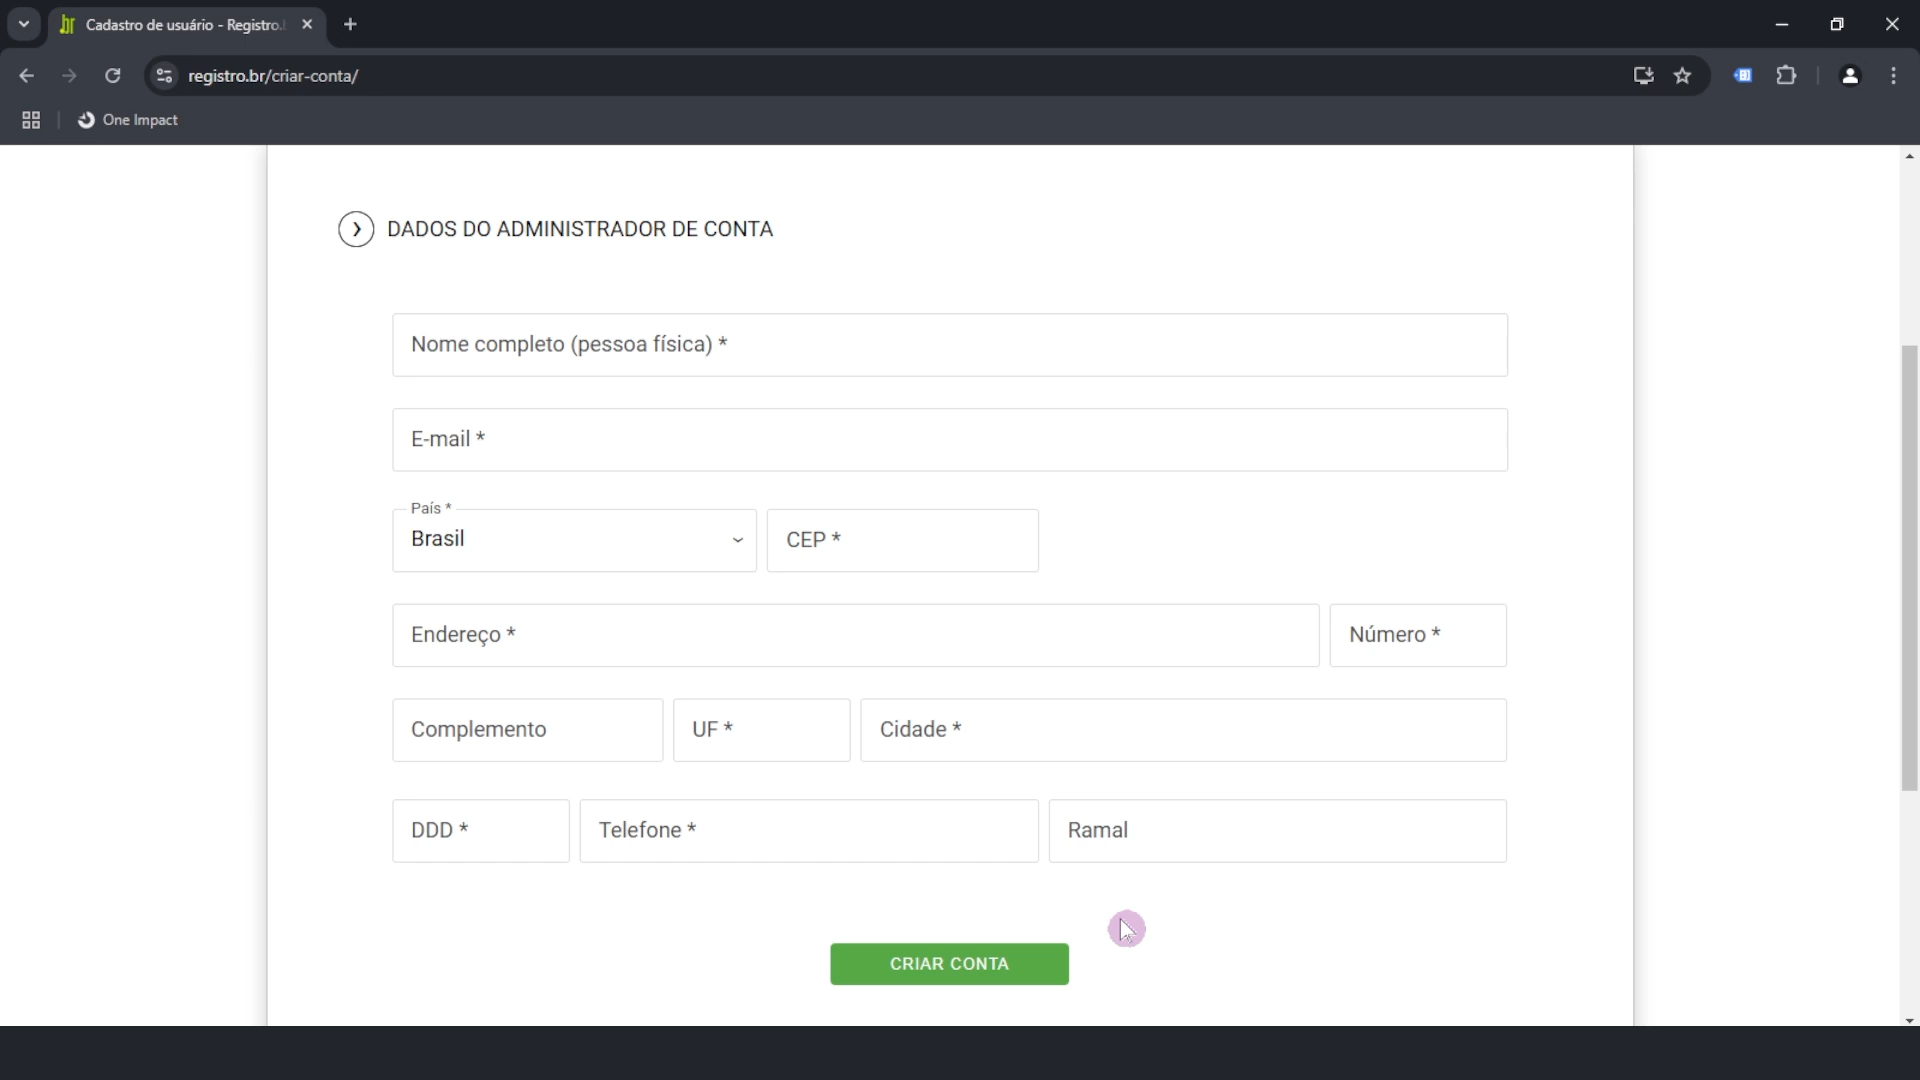 Cadastro de usuário - Registro.
registro.br/criar-conta/
One Impact
DADOS DO ADMINISTRADOR DE CONTA
Nome completo (pessoa física) *
E-mail *
País *
Brasil
CEP *
Endereço *
Número *
Complemento
UF *
Cidade *
DDD *
Telefone *
Ramal
CRIAR CONTA